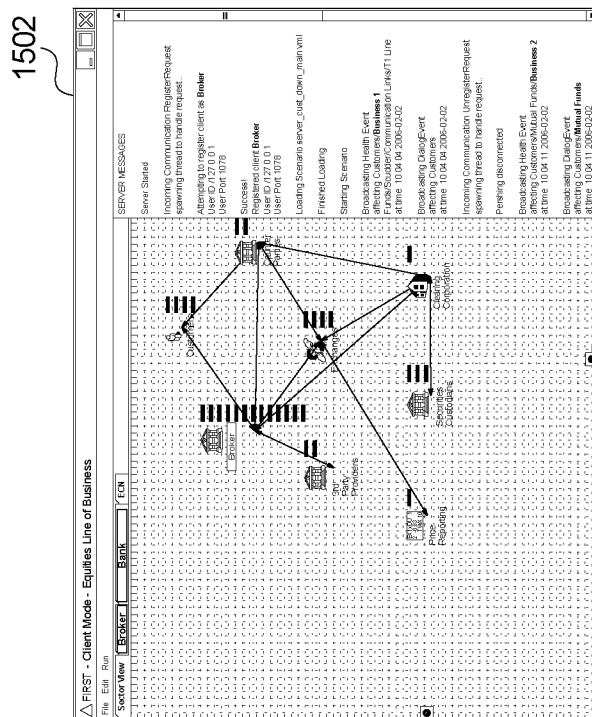 1502
FIRST - Client Mode - Equities Line of Business
File Edit Run
Sector View Broker Bank ECN
SERVER MESSAGES
Server Started
Incoming Communication RegisterRequest
spawning thread to handle request..
Attempting to register client as Broker
User ID /127 0 0 1
User Port 1078
Success!
Registered client Broker
User ID /127 0 0 1
User Port 1078
Loading Scenario server_cust_down_main vml
Finished Loading
Starting Scenario
Broadcasting Health Event
affecting Customers/Business 1
Funds/Scudder/Communication Links/T1 Line
at time 10 04 04 2006-02-02
Broadcasting DialogEvent
affecting Customers
at time 10 04 04 2006-02-02
Incoming Communication UnregisterRequest
spawning thread to handle request..
Pershing disconnected
Broadcasting Health Event
affecting Customers/Mutual Funds/Business 2
at time 10 04 11 2006-02-02
Broadcasting DialogEvent
affecting Customers/Mutual Funds
at time 10 04 11 2006-02-02
Broker
3rd
Party
Providers
Parties
Price
Reporting
Securities
Custodians
Clearing
Corporation